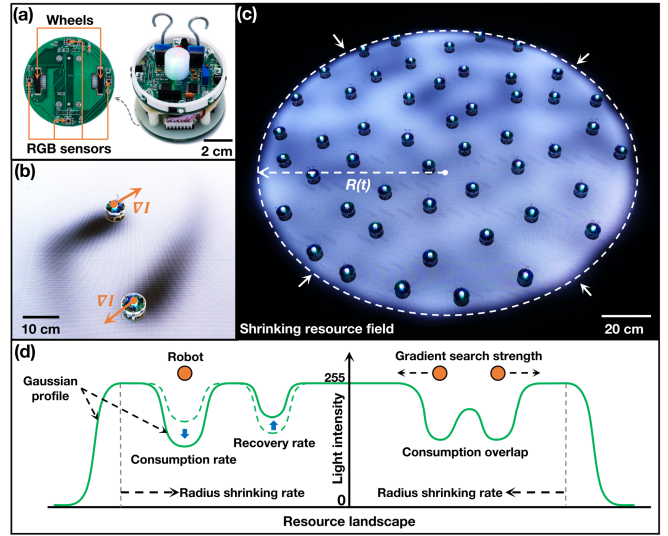 (a)
Wheels
RGB sensors
2 cm
(b)
∇I
∇I
10 cm
(c)
R(t)
Shrinking resource field
20 cm
(d)
Robot
Gaussian
profile
Consumption rate
Recovery rate
Radius shrinking rate
Light intensity
255
0
Gradient search strength
Consumption overlap
Radius shrinking rate
Resource landscape